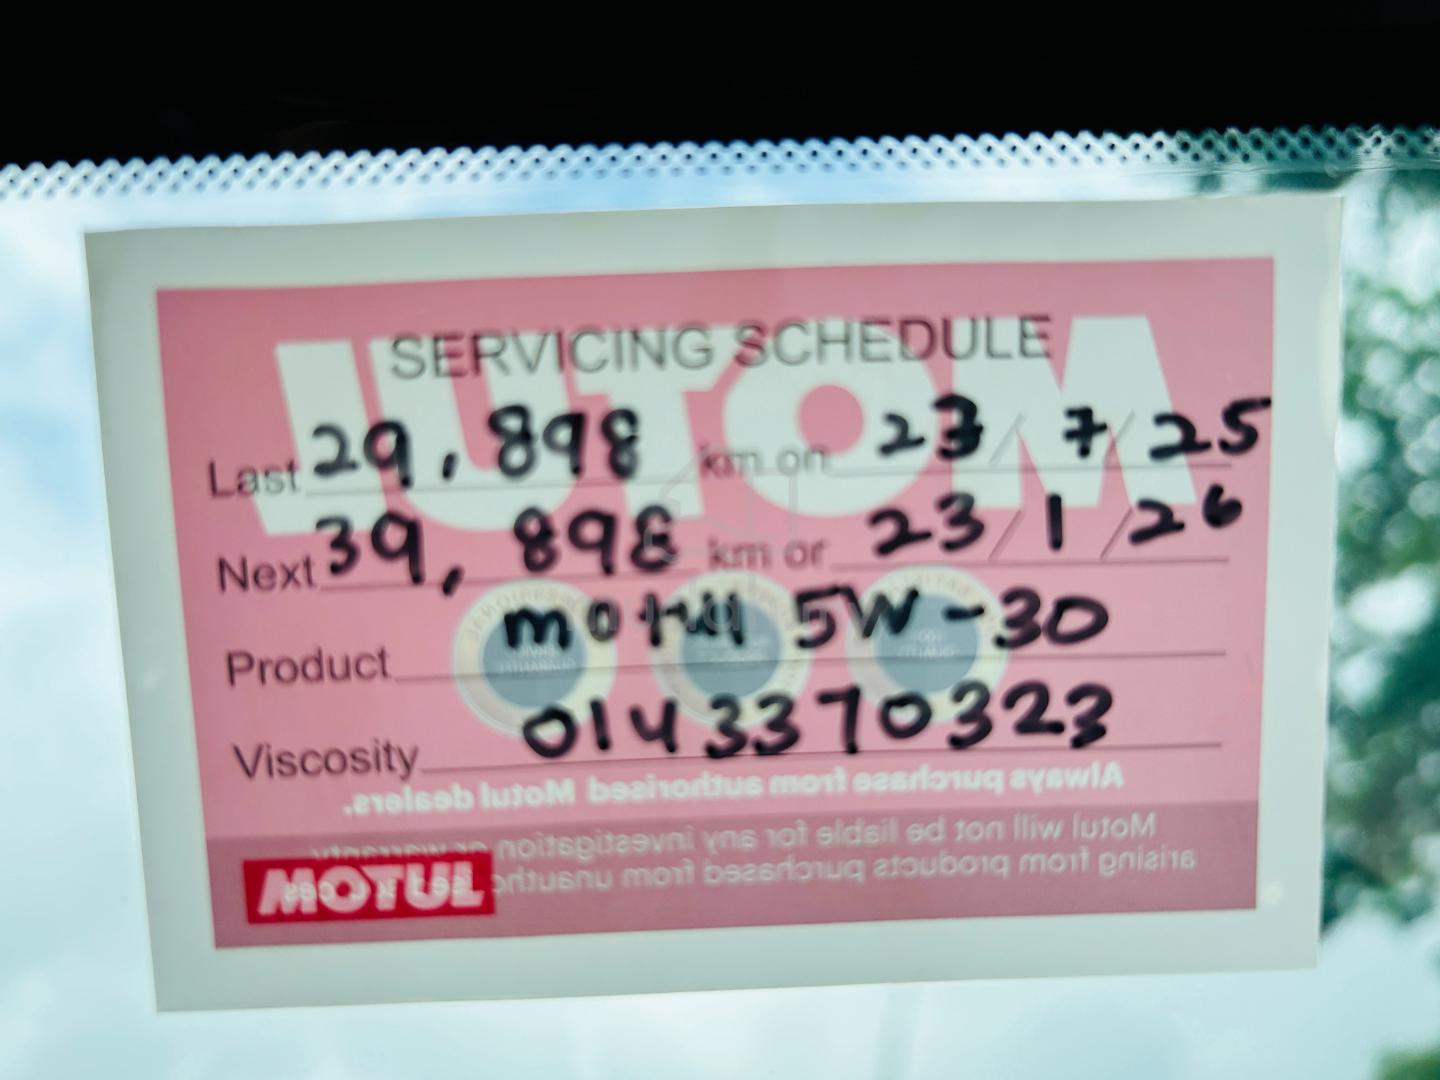 SERVICING SCHEDULE
Last 29,898 km on 23/7/25
Next 39,898 km or 23/1/26
Product motul 5W-30
Viscosity 0143370323
Always purchase from authorised Motul dealers.
Motul will not be liable for any investigation or warranty
arising from products purchased from unauthorised sources
MOTUL
MOTUL